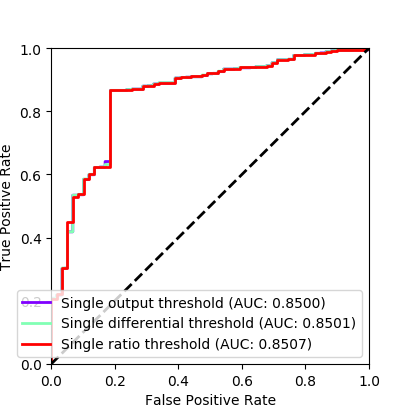 1.0
0.8
0.6
0.4
0.2
0.0
True Positive Rate
Single output threshold (AUC: 0.8500)
Single differential threshold (AUC: 0.8501)
Single ratio threshold (AUC: 0.8507)
0.0 0.2 0.4 0.6 0.8 1.0
False Positive Rate